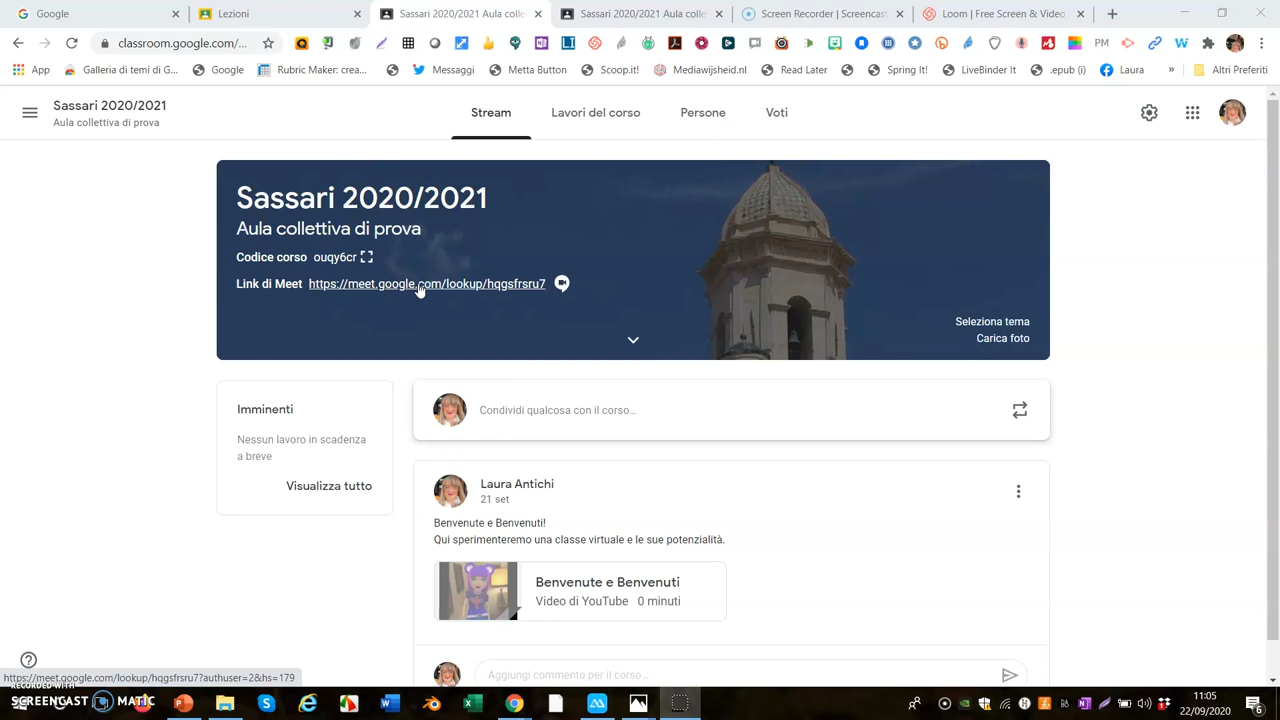 Google
Lezioni
Sassari 2020/2021 Aula colle
Sassari 2020/2021 Aula coll
Screen Recorder | Screencast
Loom | Free Screen & Video
classroom.google.com/...
PM
App
Galleria di temi di G...
Google
Rubric Maker: crea...
Messaggi
Metta Button
Scoop.it!
Mediawijsheid.nl
Read Later
Spring It!
LiveBinder It
.epub (i)
Laura
»
Altri Preferiti
Sassari 2020/2021
Aula collettiva di prova
Stream
Lavori del corso
Persone
Voti
Sassari 2020/2021
Aula collettiva di prova
Codice corso ouqy6cr
Link di Meet https://meet.google.com/lookup/hqgsfrsru7
Seleziona tema
Carica foto
Imminenti
Nessun lavoro in scadenza
a breve
Visualizza tutto
Condividi qualcosa con il corso...
Laura Antichi
21 set
Benvenute e Benvenuti!
Qui sperimenteremo una classe virtuale e le sue potenzialità.
Benvenute e Benvenuti
Video di YouTube 0 minuti
Aggiungi commento per il corso...
https://meet.google.com/lookup/hqgsfrsru7?authuser=2&hs=179
RECORDED WITH
SCREENCAST MATIC
11:05
22/09/2020
6